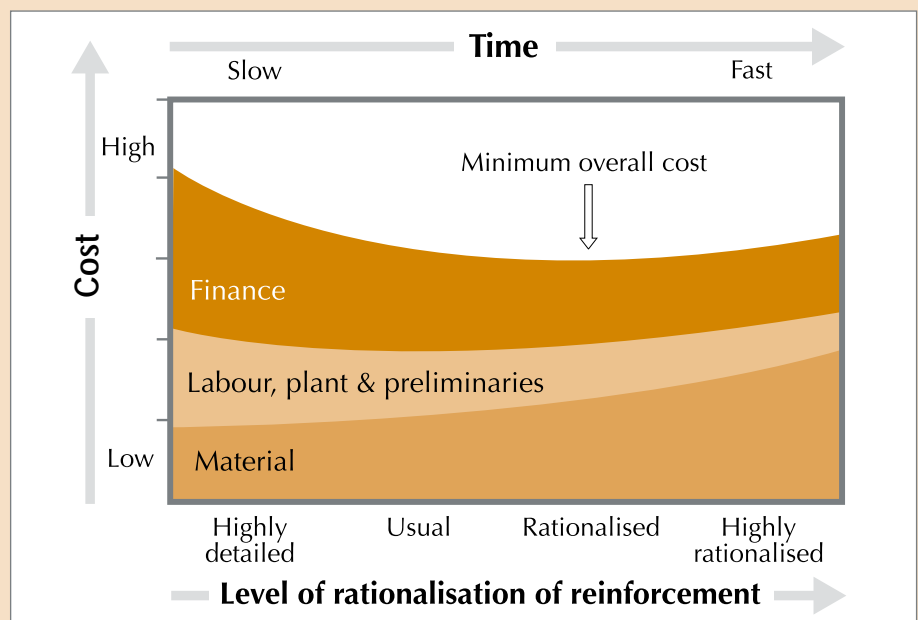 Time
Slow
Fast
High
Minimum overall cost
Cost
Finance
Labour, plant & preliminaries
Low
Material
Highly
detailed
Usual
Rationalised
Highly
rationalised
Level of rationalisation of reinforcement